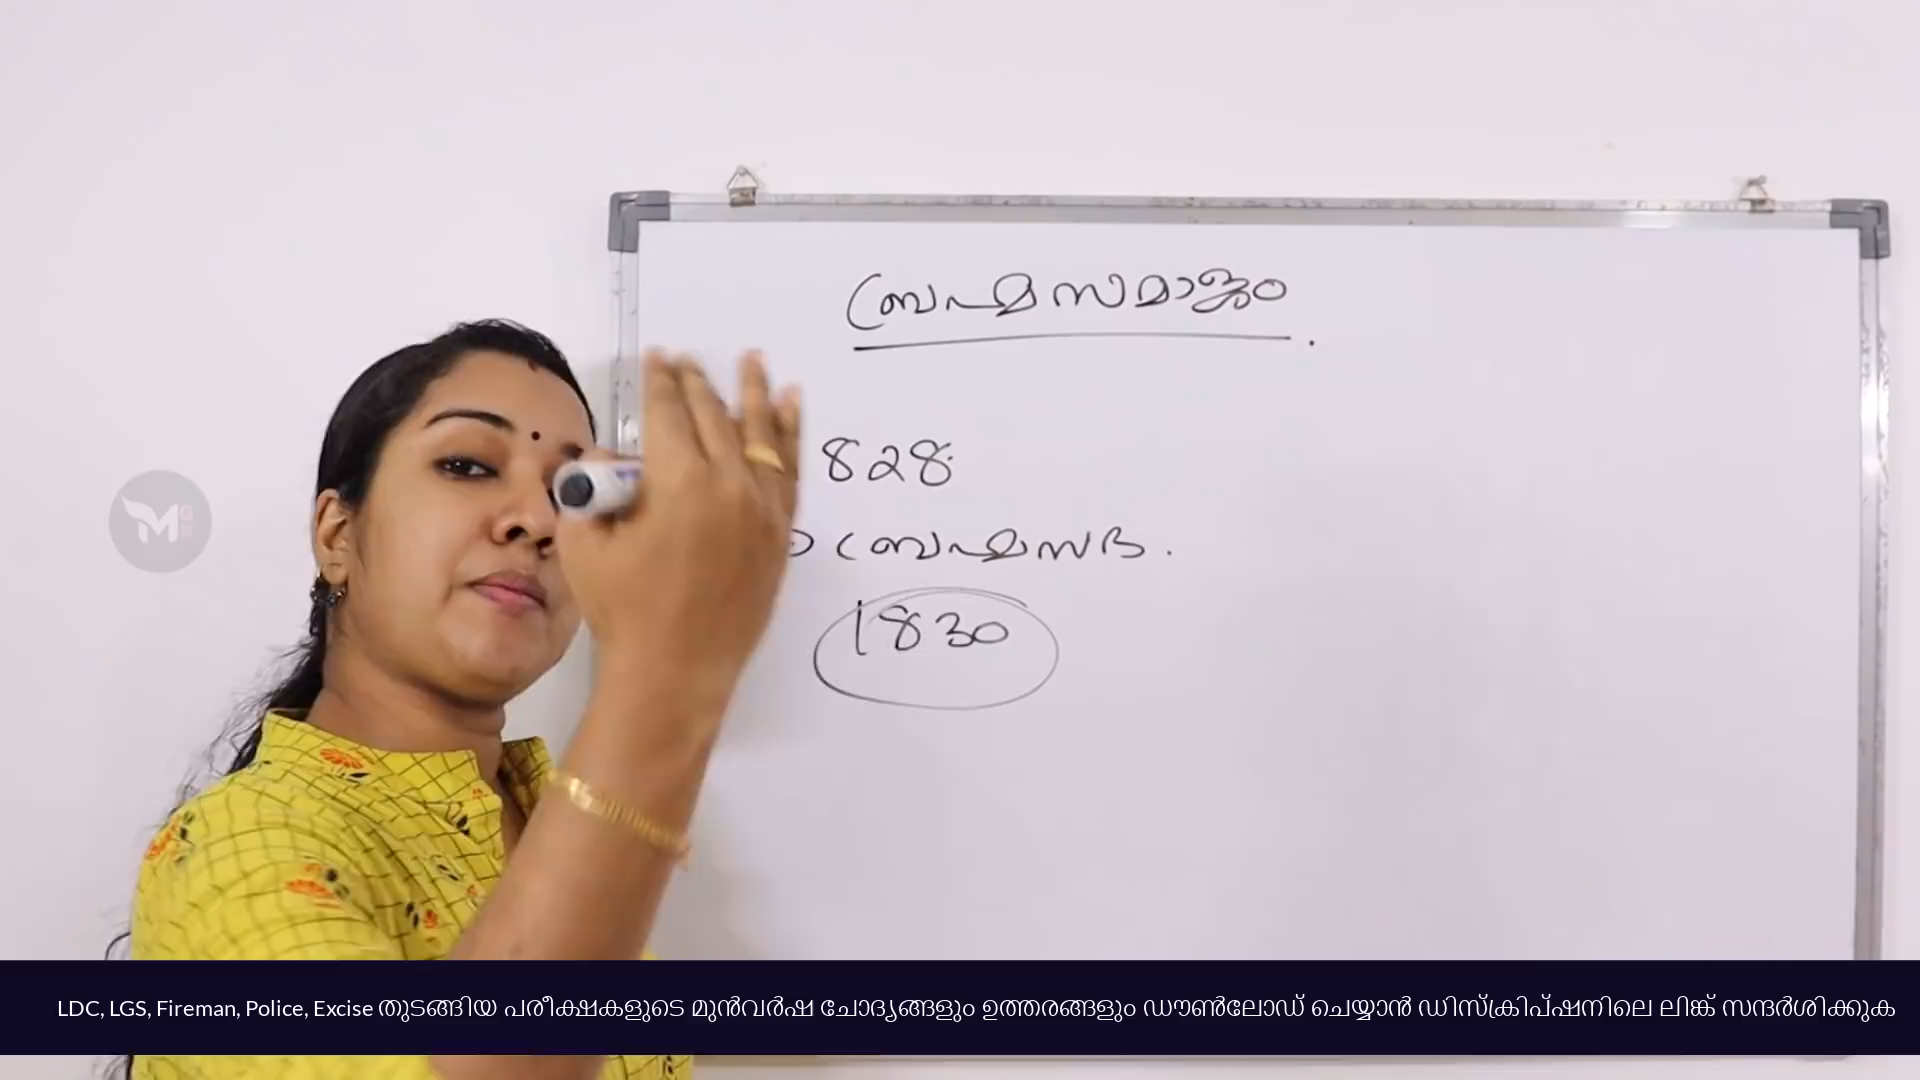 ബ്രഹ്മസമാജം.
828
ബ്രഹ്മസഭ.
1830
M
LDC, LGS, Fireman, Police, Excise തുടങ്ങിയ പരീക്ഷകളുടെ മുൻവർഷ ചോദ്യങ്ങളും ഉത്തരങ്ങളും ഡൗൺലോഡ് ചെയ്യാൻ ഡിസ്ക്രിപ്ഷനിലെ ലിങ്ക് സന്ദർശിക്കുക